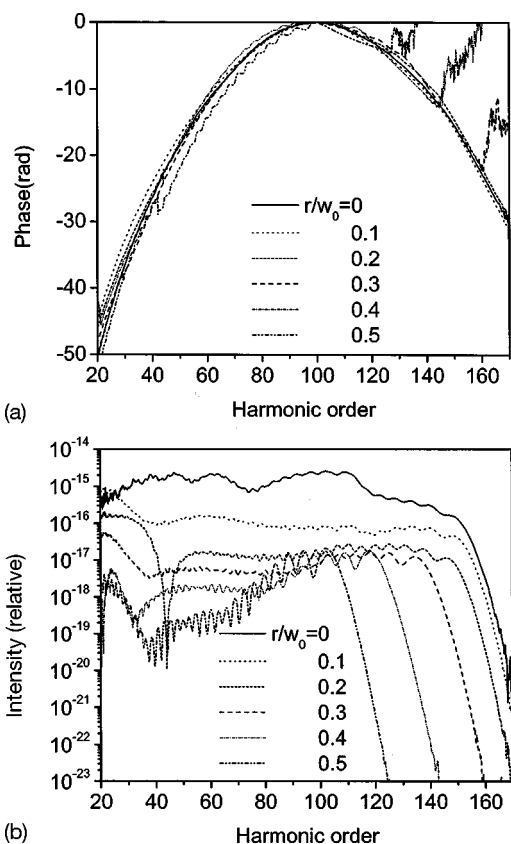 0
-10
-20
-30
-40
-50
Phase(rad)
r/w₀=0
0.1
0.2
0.3
0.4
0.5
20 40 60 80 100 120 140 160
Harmonic order
(a)
10⁻¹⁴
10⁻¹⁵
10⁻¹⁶
10⁻¹⁷
10⁻¹⁸
10⁻¹⁹
10⁻²⁰
10⁻²¹
10⁻²²
10⁻²³
Intensity (relative)
r/w₀=0
0.1
0.2
0.3
0.4
0.5
20 40 60 80 100 120 140 160
Harmonic order
(b)